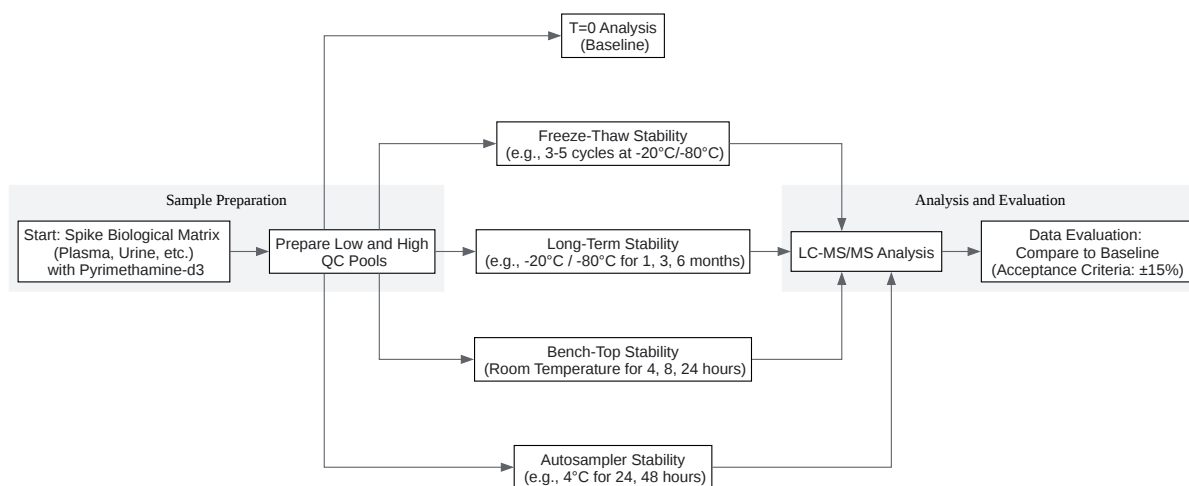 T=0 Analysis
(Baseline)
Freeze-Thaw Stability
(e.g., 3-5 cycles at -20°C/-80°C)
Sample Preparation
Analysis and Evaluation
Start: Spike Biological Matrix
(Plasma, Urine, etc.)
with Pyrimethamine-d3
Prepare Low and High
QC Pools
Long-Term Stability
(e.g., -20°C / -80°C for 1, 3, 6 months)
LC-MS/MS Analysis
Data Evaluation:
Compare to Baseline
(Acceptance Criteria: ±15%)
Bench-Top Stability
(Room Temperature for 4, 8, 24 hours)
Autosampler Stability
(e.g., 4°C for 24, 48 hours)